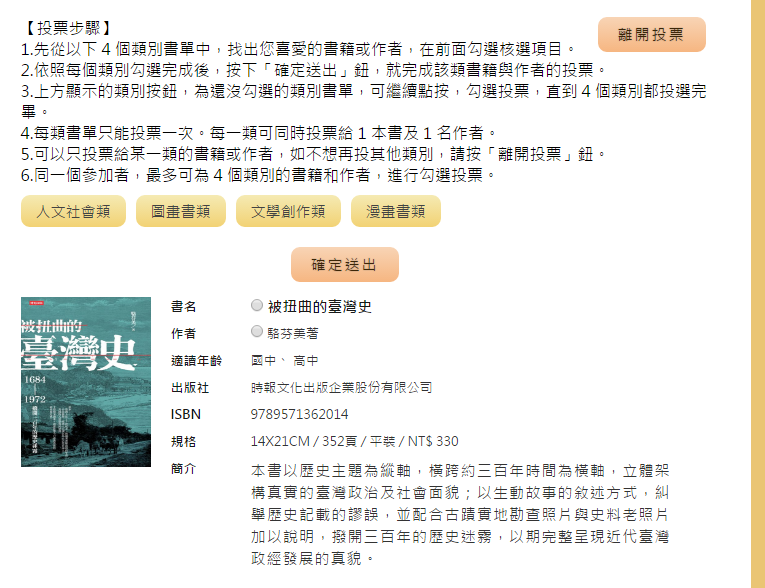 【投票步驟】
離開投票
1.先從以下 4 個類別書單中，找出您喜愛的書籍或作者，在前面勾選核選項目。
2.依照每個類別勾選完成後，按下「確定送出」鈕，就完成該類書籍與作者的投票。
3.上方顯示的類別按鈕，為還沒勾選的類別書單，可繼續點按，勾選投票，直到 4 個類別都投選完
畢。
4.每類書單只能投票一次。每一類可同時投票給 1 本書及 1 名作者。
5.可以只投票給某一類的書籍或作者，如不想再投其他類別，請按「離開投票」鈕。
6.同一個參加者，最多可為 4 個類別的書籍和作者，進行勾選投票。
人文社會類 圖畫書類 文學創作類 漫畫書類
確定送出
被扭曲的
臺灣史
1684
1972
書名 被扭曲的臺灣史
作者 駱芬美著
適讀年齡 國中、 高中
出版社 時報文化出版企業股份有限公司
ISBN 9789571362014
規格 14X21CM / 352頁 / 平裝 / NT$ 330
簡介 本書以歷史主題為縱軸，橫跨約三百年時間為橫軸，立體架
構真實的臺灣政治及社會面貌；以生動故事的敘述方式，糾
舉歷史記載的謬誤，並配合古蹟實地勘查照片與史料老照片
加以說明，撥開三百年的歷史迷霧，以期完整呈現近代臺灣
政經發展的真貌。